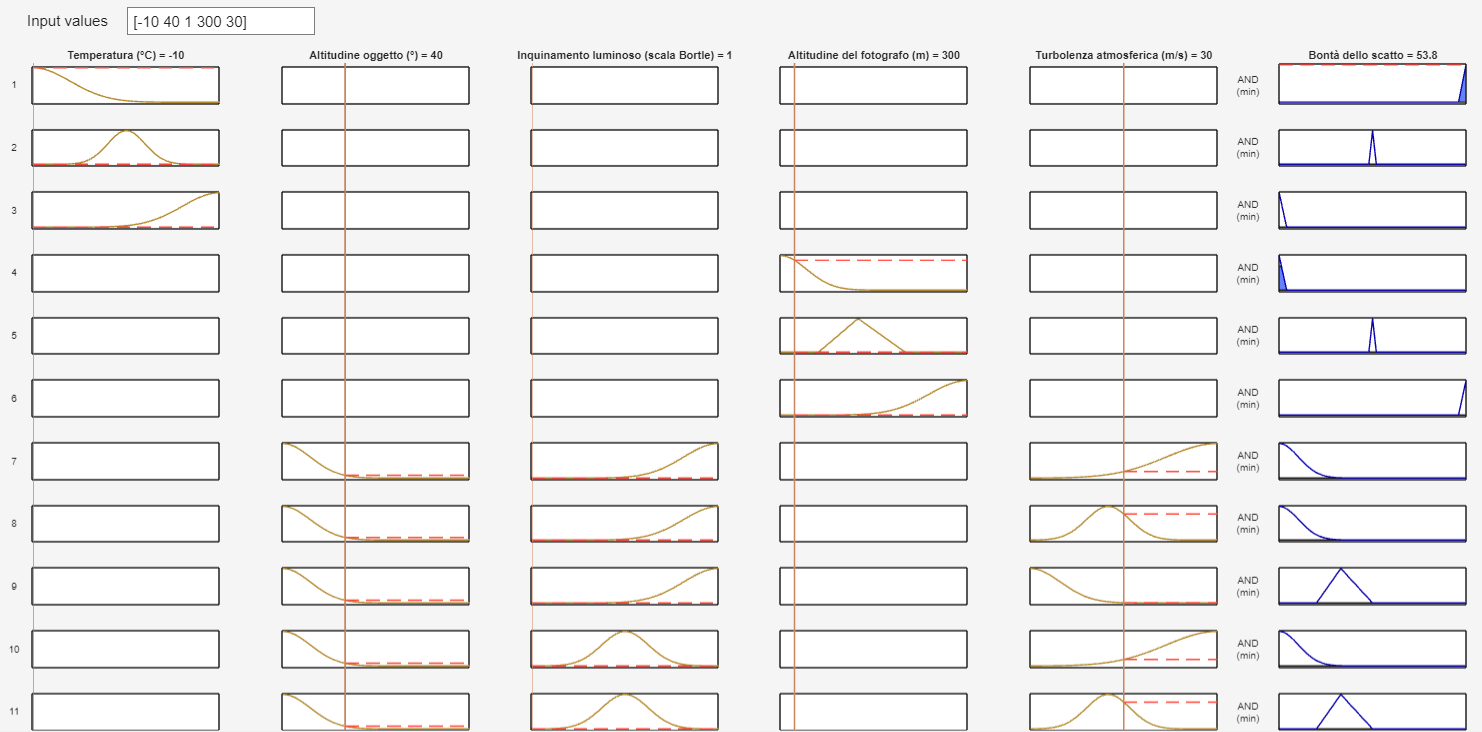 Input values [-10 40 1 300 30]
Temperatura (°C) = -10 Altitudine oggetto (°) = 40 Inquinamento luminoso (scala Bortle) = 1 Altitudine del fotografo (m) = 300 Turbolenza atmosferica (m/s) = 30 Bontà dello scatto = 53.8
1 AND
(min)
2 AND
(min)
3 AND
(min)
4 AND
(min)
5 AND
(min)
6 AND
(min)
7 AND
(min)
8 AND
(min)
9 AND
(min)
10 AND
(min)
11 AND
(min)